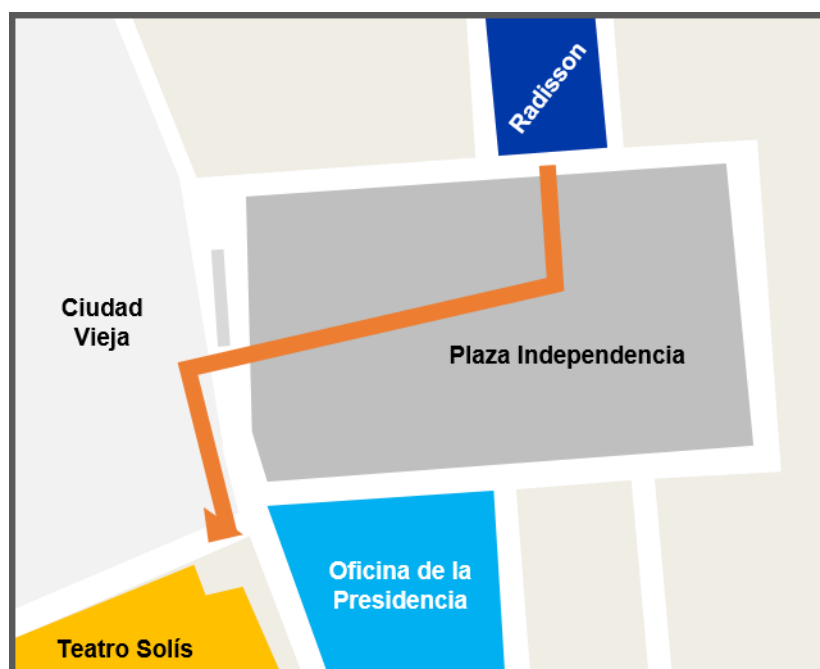 Radisson
Ciudad
Vieja
Plaza Independencia
Oficina de la
Presidencia
Teatro Solís